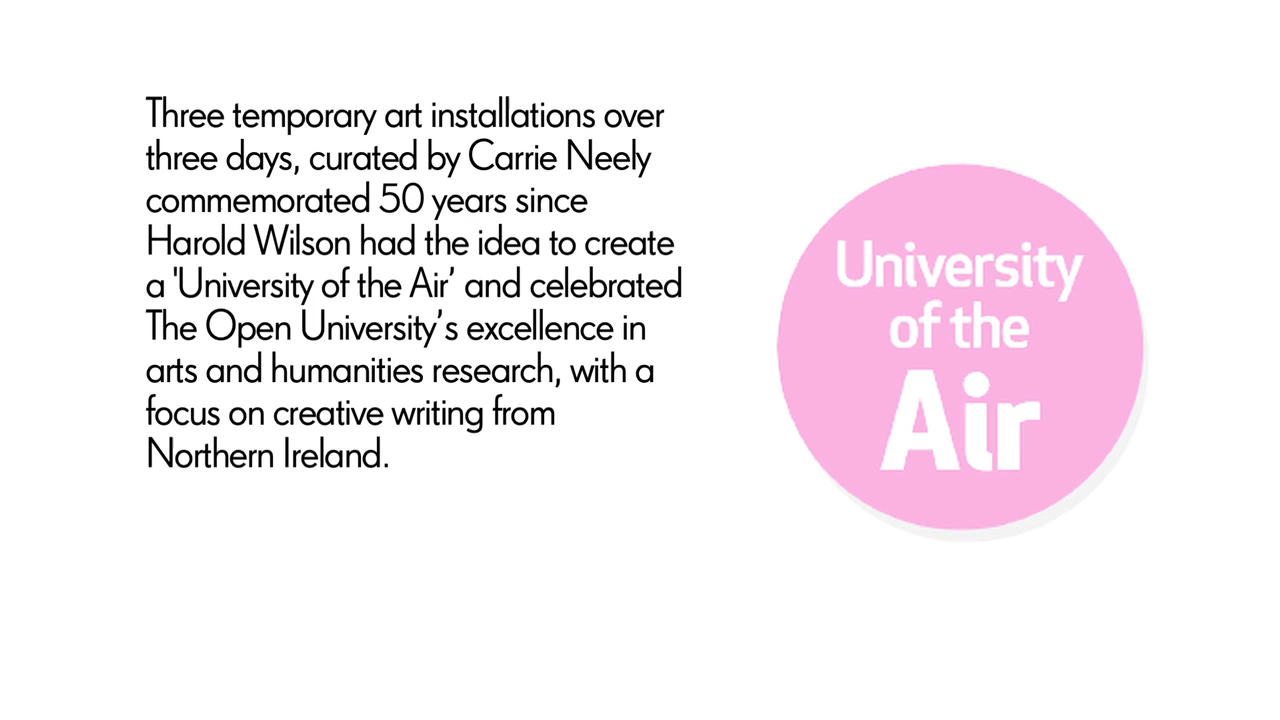 Three temporary art installations over
three days, curated by Carrie Neely
commemorated 50 years since
Harold Wilson had the idea to create
a 'University of the Air’ and celebrated
The Open University’s excellence in
arts and humanities research, with a
focus on creative writing from
Northern Ireland.
University
of the
Air